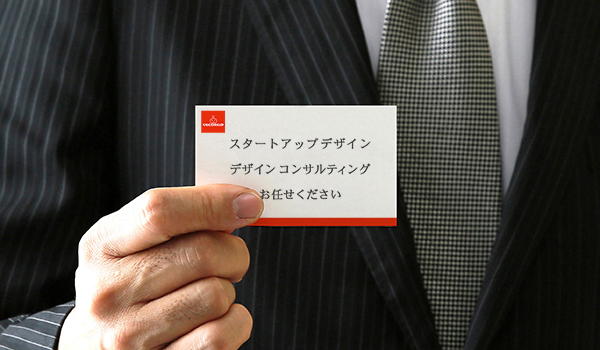 スタートアップ デザイン
デザイン コンサルティング
お任せください